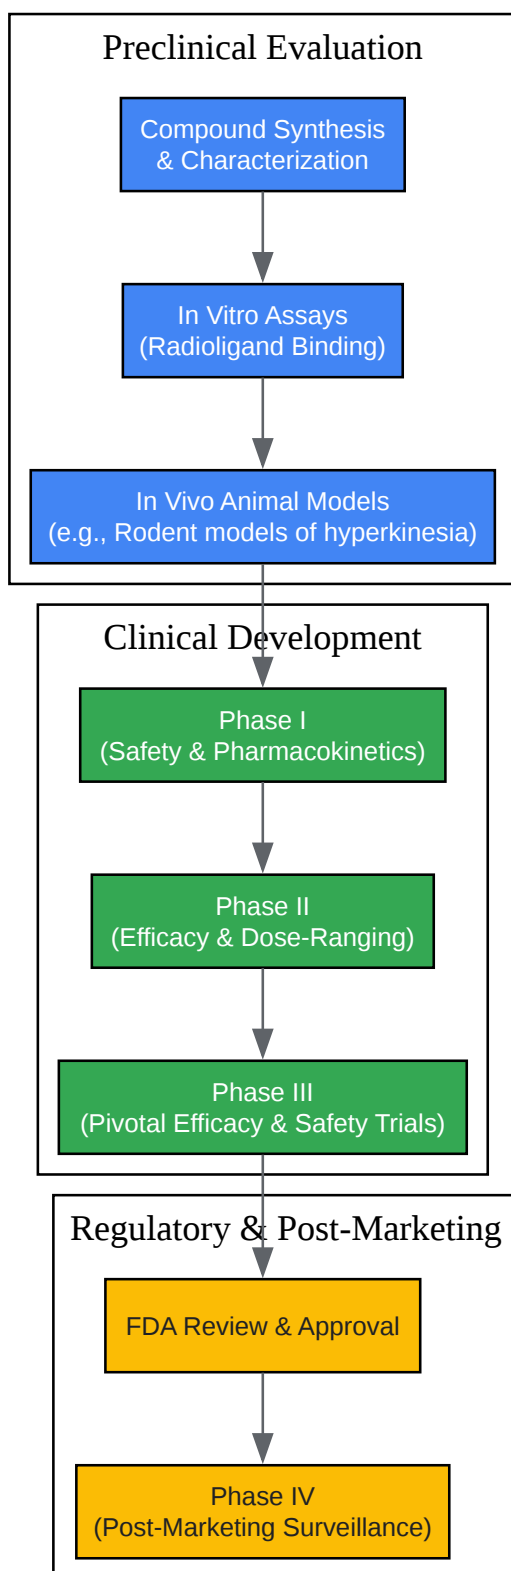 Preclinical Evaluation
Compound Synthesis
& Characterization
In Vitro Assays
(Radioligand Binding)
In Vivo Animal Models
(e.g., Rodent models of hyperkinesia)
Clinical Development
Phase I
(Safety & Pharmacokinetics)
Phase II
(Efficacy & Dose-Ranging)
Phase III
(Pivotal Efficacy & Safety Trials)
Regulatory & Post-Marketing
FDA Review & Approval
Phase IV
(Post-Marketing Surveillance)